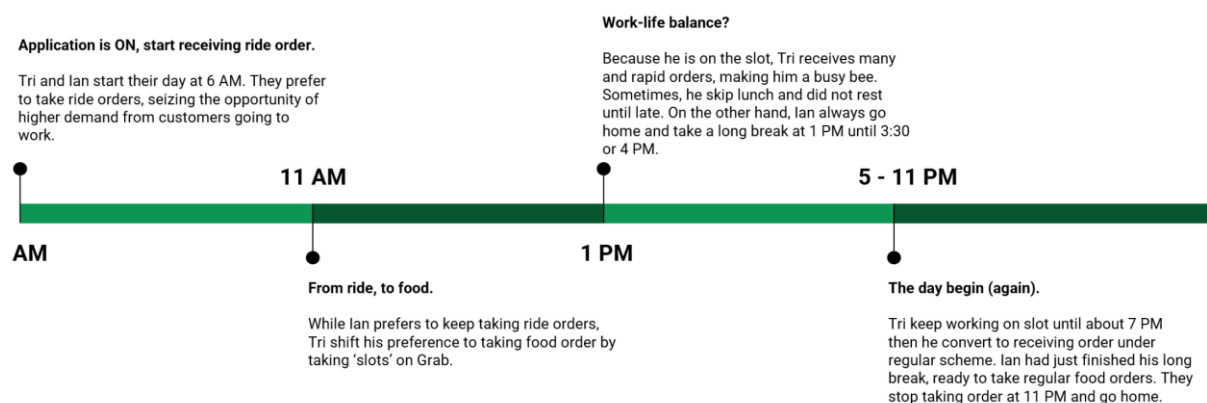 Application is ON, start receiving ride order.
Tri and Ian start their day at 6 AM. They prefer
to take ride orders, seizing the opportunity of
higher demand from customers going to
work.
AM
11 AM
From ride, to food.
While Ian prefers to keep taking ride orders,
Tri shift his preference to taking food order by
taking ‘slots’ on Grab.
Work-life balance?
Because he is on the slot, Tri receives many
and rapid orders, making him a busy bee.
Sometimes, he skip lunch and did not rest
until late. On the other hand, Ian always go
home and take a long break at 1 PM until 3:30
or 4 PM.
1 PM
5 - 11 PM
The day begin (again).
Tri keep working on slot until about 7 PM
then he convert to receiving order under
regular scheme. Ian had just finished his long
break, ready to take regular food orders. They
stop taking order at 11 PM and go home.